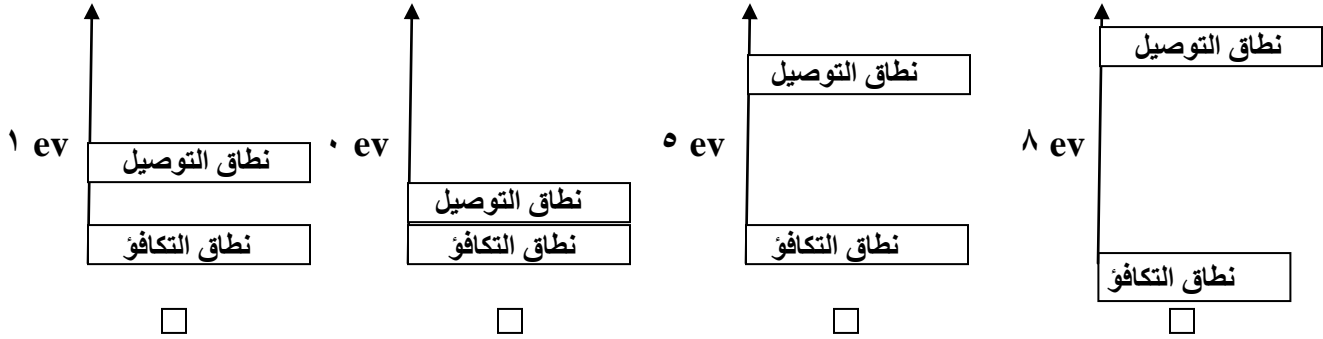 نطاق التوصيل
٨ ev
نطاق التكافؤ
نطاق التوصيل
٥ ev
نطاق التكافؤ
٠ ev
نطاق التوصيل
نطاق التكافؤ
١ ev
نطاق التوصيل
نطاق التكافؤ